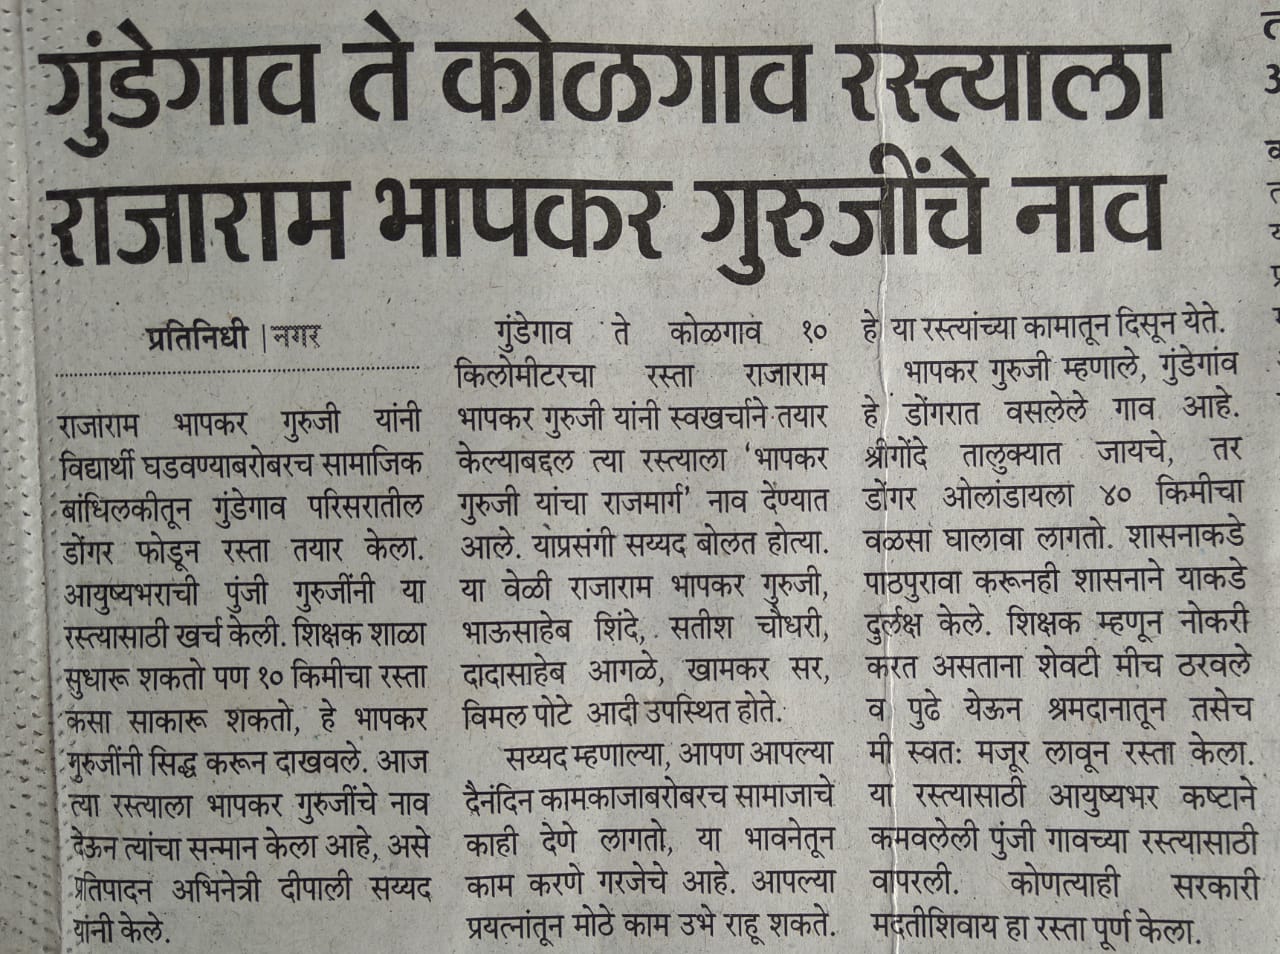 गुंडेगाव ते कोळगाव रस्त्याला
राजाराम भापकर गुरुजींचे नाव
प्रतिनिधी | नगर
राजाराम भापकर गुरुजी यांनी
विद्यार्थी घडवण्याबरोबरच सामाजिक
बांधिलकीतून गुंडेगाव परिसरातील
डोंगर फोडून रस्ता तयार केला.
आयुष्यभराची पुंजी गुरुजींनी या
रस्त्यासाठी खर्च केली. शिक्षक शाळा
सुधारू शकतो पण १० किमीचा रस्ता
कसा साकारू शकतो, हे भापकर
गुरुजींनी सिद्ध करून दाखवले. आज
त्या रस्त्याला भापकर गुरुजींचे नाव
देऊन त्यांचा सन्मान केला आहे, असे
प्रतिपादन अभिनेत्री दीपाली सय्यद
यांनी केले.
गुंडेगाव ते कोळगाव १०
किलोमीटरचा रस्ता राजाराम
भापकर गुरुजी यांनी स्वखर्चाने तयार
केल्याबद्दल त्या रस्त्याला ‘भापकर
गुरुजी यांचा राजमार्ग’ नाव देण्यात
आले. याप्रसंगी सय्यद बोलत होत्या.
या वेळी राजाराम भापकर गुरुजी,
भाऊसाहेब शिंदे, सतीश चौधरी,
दादासाहेब आगळे, खामकर सर,
विमल पोटे आदी उपस्थित होते.
सय्यद म्हणाल्या, आपण आपल्या
दैनंदिन कामकाजाबरोबरच सामाजाचे
काही देणे लागतो, या भावनेतून
काम करणे गरजेचे आहे. आपल्या
प्रयत्नांतून मोठे काम उभे राहू शकते.
हे या रस्त्यांच्या कामातून दिसून येते.
भापकर गुरुजी म्हणाले, गुंडेगांव
हे डोंगरात वसलेले गाव आहे.
श्रीगोंदे तालुक्यात जायचे, तर
डोंगर ओलांडायला ४० किमीचा
वळसा घालावा लागतो. शासनाकडे
पाठपुरावा करूनही शासनाने याकडे
दुर्लक्ष केले. शिक्षक म्हणून नोकरी
करत असताना शेवटी मीच ठरवले
व पुढे येऊन श्रमदानातून तसेच
मी स्वत: मजूर लावून रस्ता केला.
या रस्त्यासाठी आयुष्यभर कष्टाने
कमवलेली पुंजी गावच्या रस्त्यासाठी
वापरली. कोणत्याही सरकारी
मदतीशिवाय हा रस्ता पूर्ण केला.